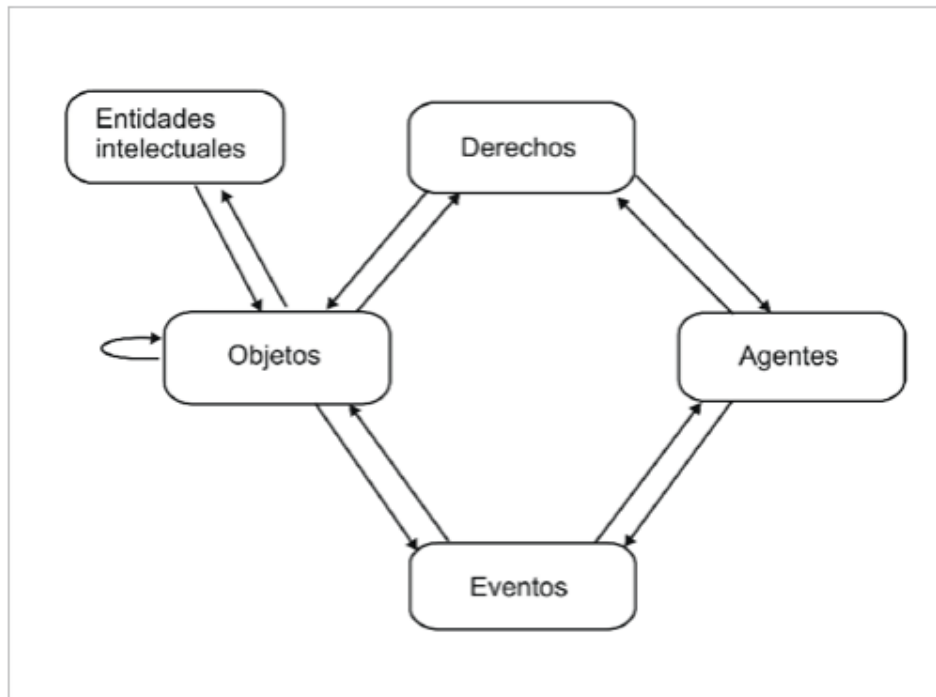 Entidades
intelectuales
Derechos
Objetos
Agentes
Eventos